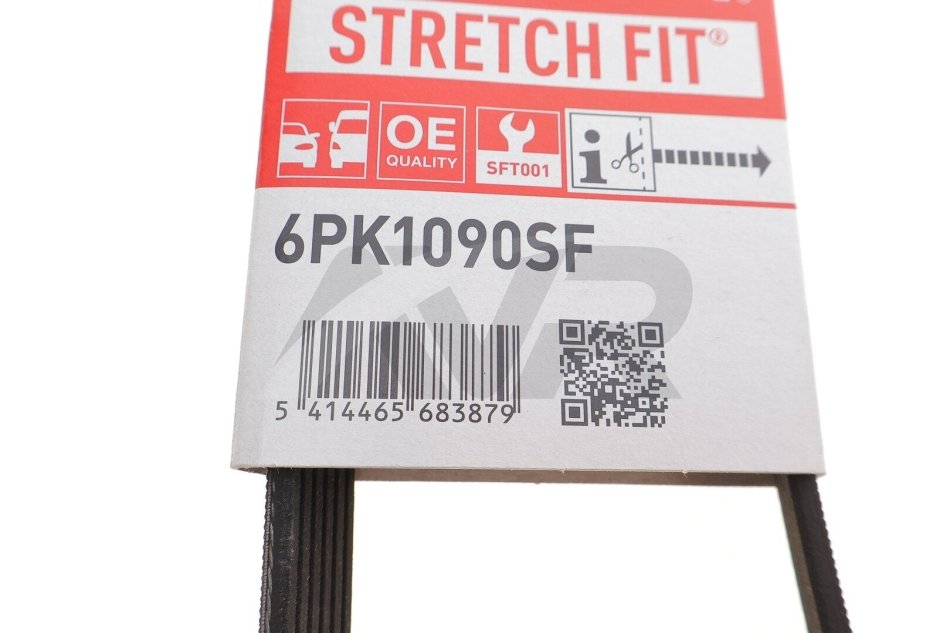 STRETCH FIT®
OE
QUALITY
SFT001
i
6PK1090SF
5 414465 683879